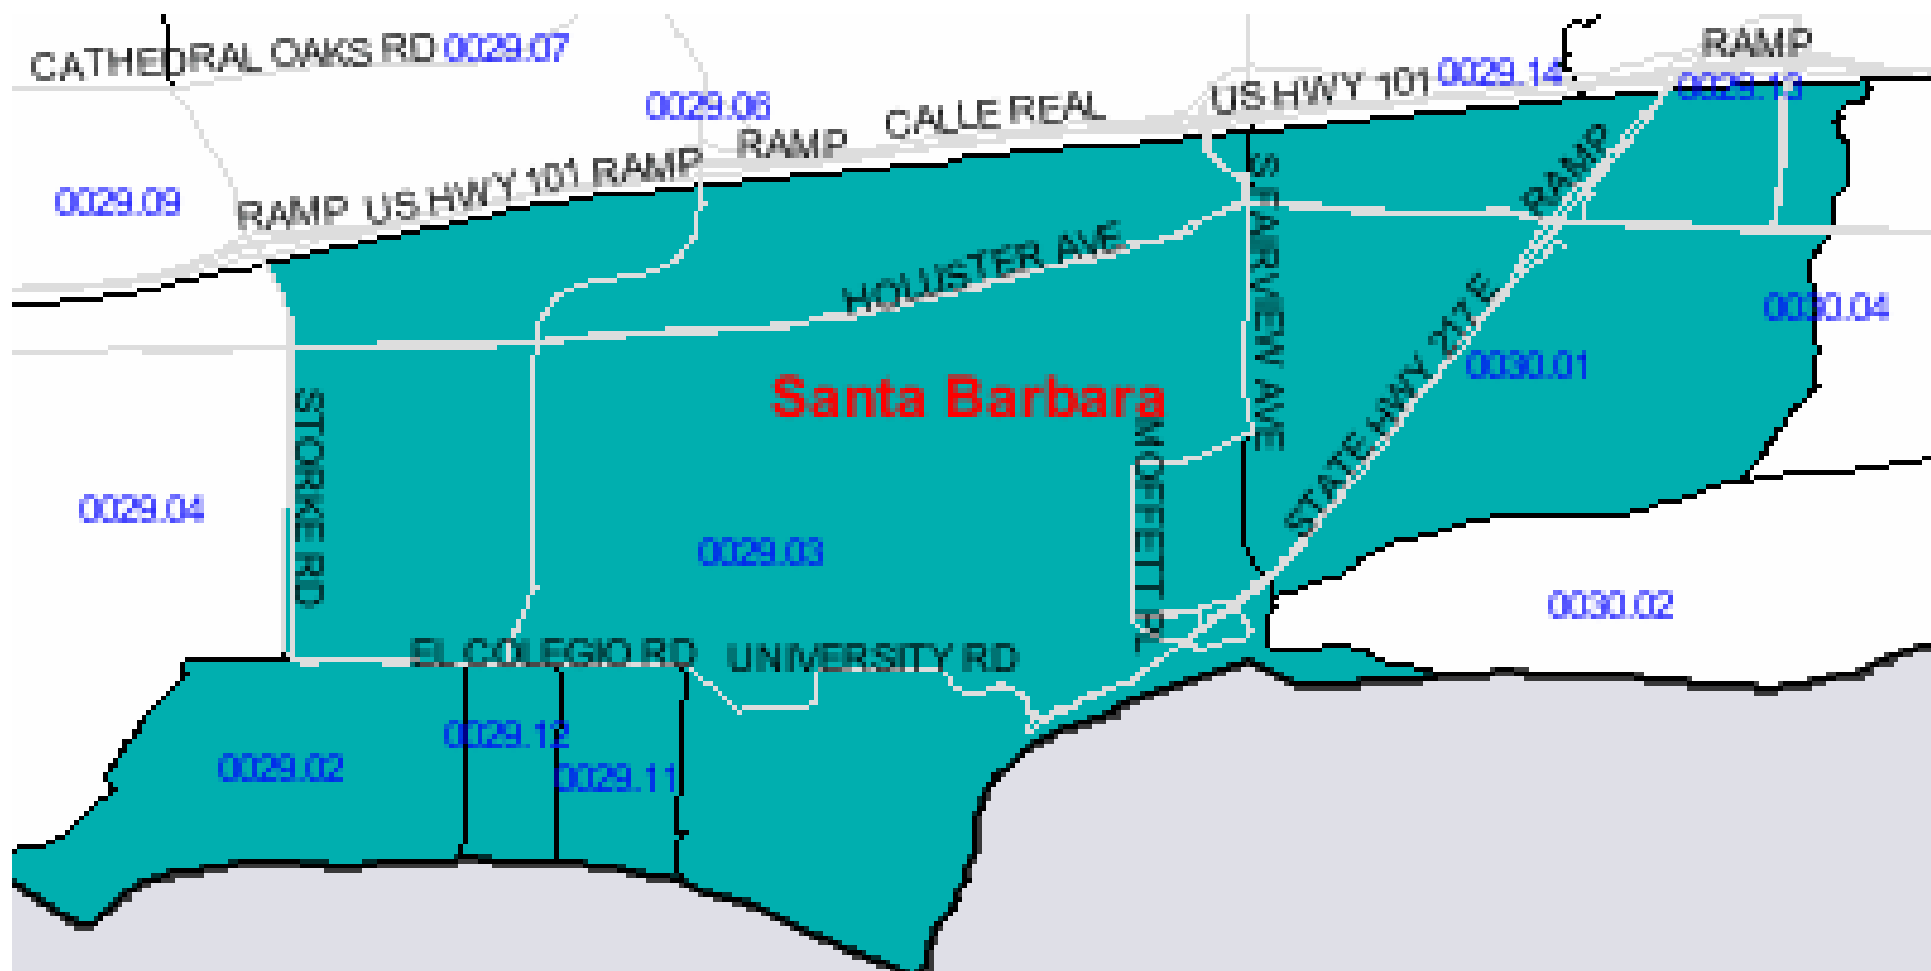 CATHEDRAL OAKS RD
0029.07
RAMP
0029.14
0029.13
US HWY 101
0029.06
CALLE REAL
RAMP
0029.09
RAMP US HWY 101 RAMP
S FAIRVIEW AVE
RAMP
HOLUSTER AVE
0030.04
STATE HWY 217 E
0030.01
Santa Barbara
STORKE RD
MOFFETT PL
0029.04
0029.03
0030.02
EL COLEGIO RD
UNIVERSITY RD
0029.12
0029.02
0029.11